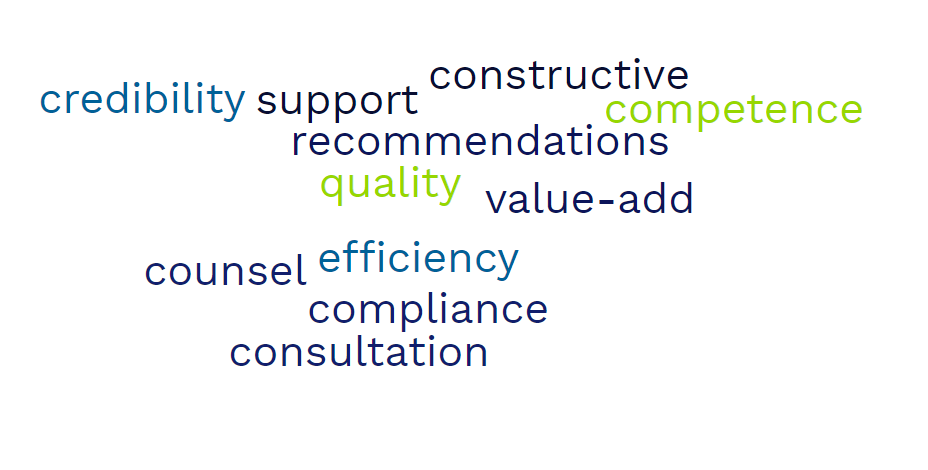 constructive
credibility support
competence
recommendations
quality
value-add
efficiency
counsel
compliance
consultation